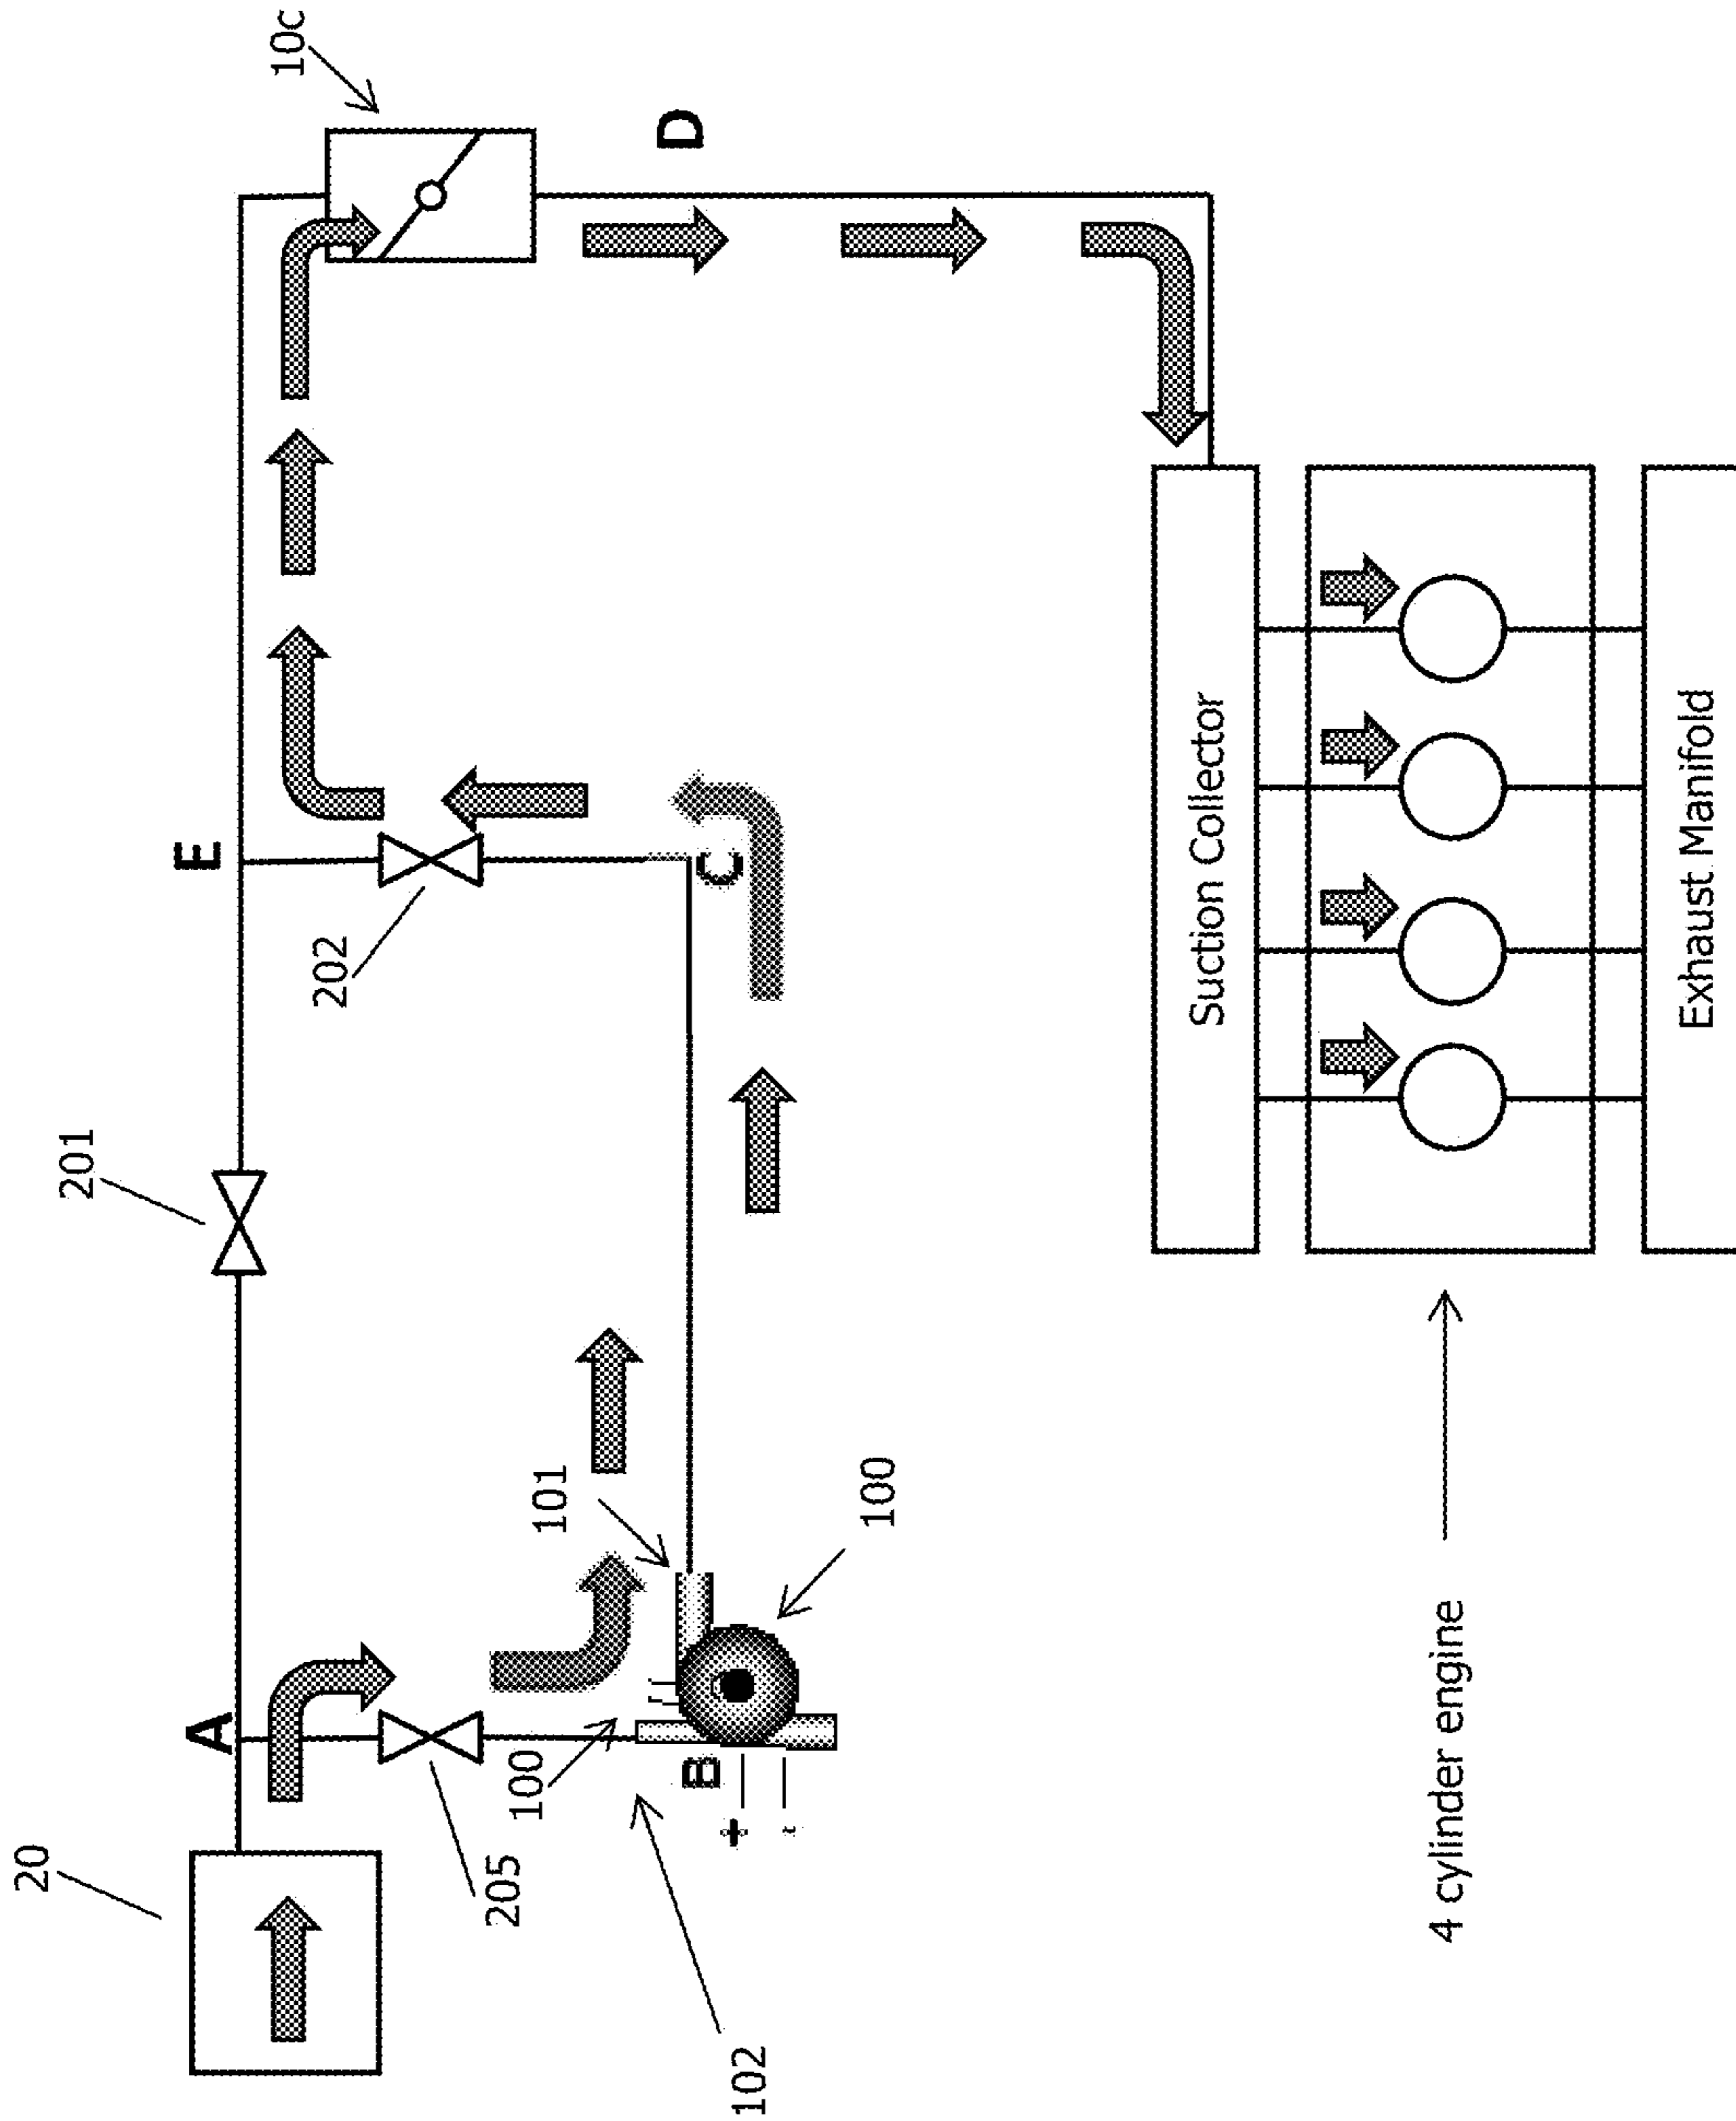 20
201
A
E
10c
202
205
100
101
D
B
C
+
102
100
Suction Collector
4 cylinder engine
Exhaust Manifold